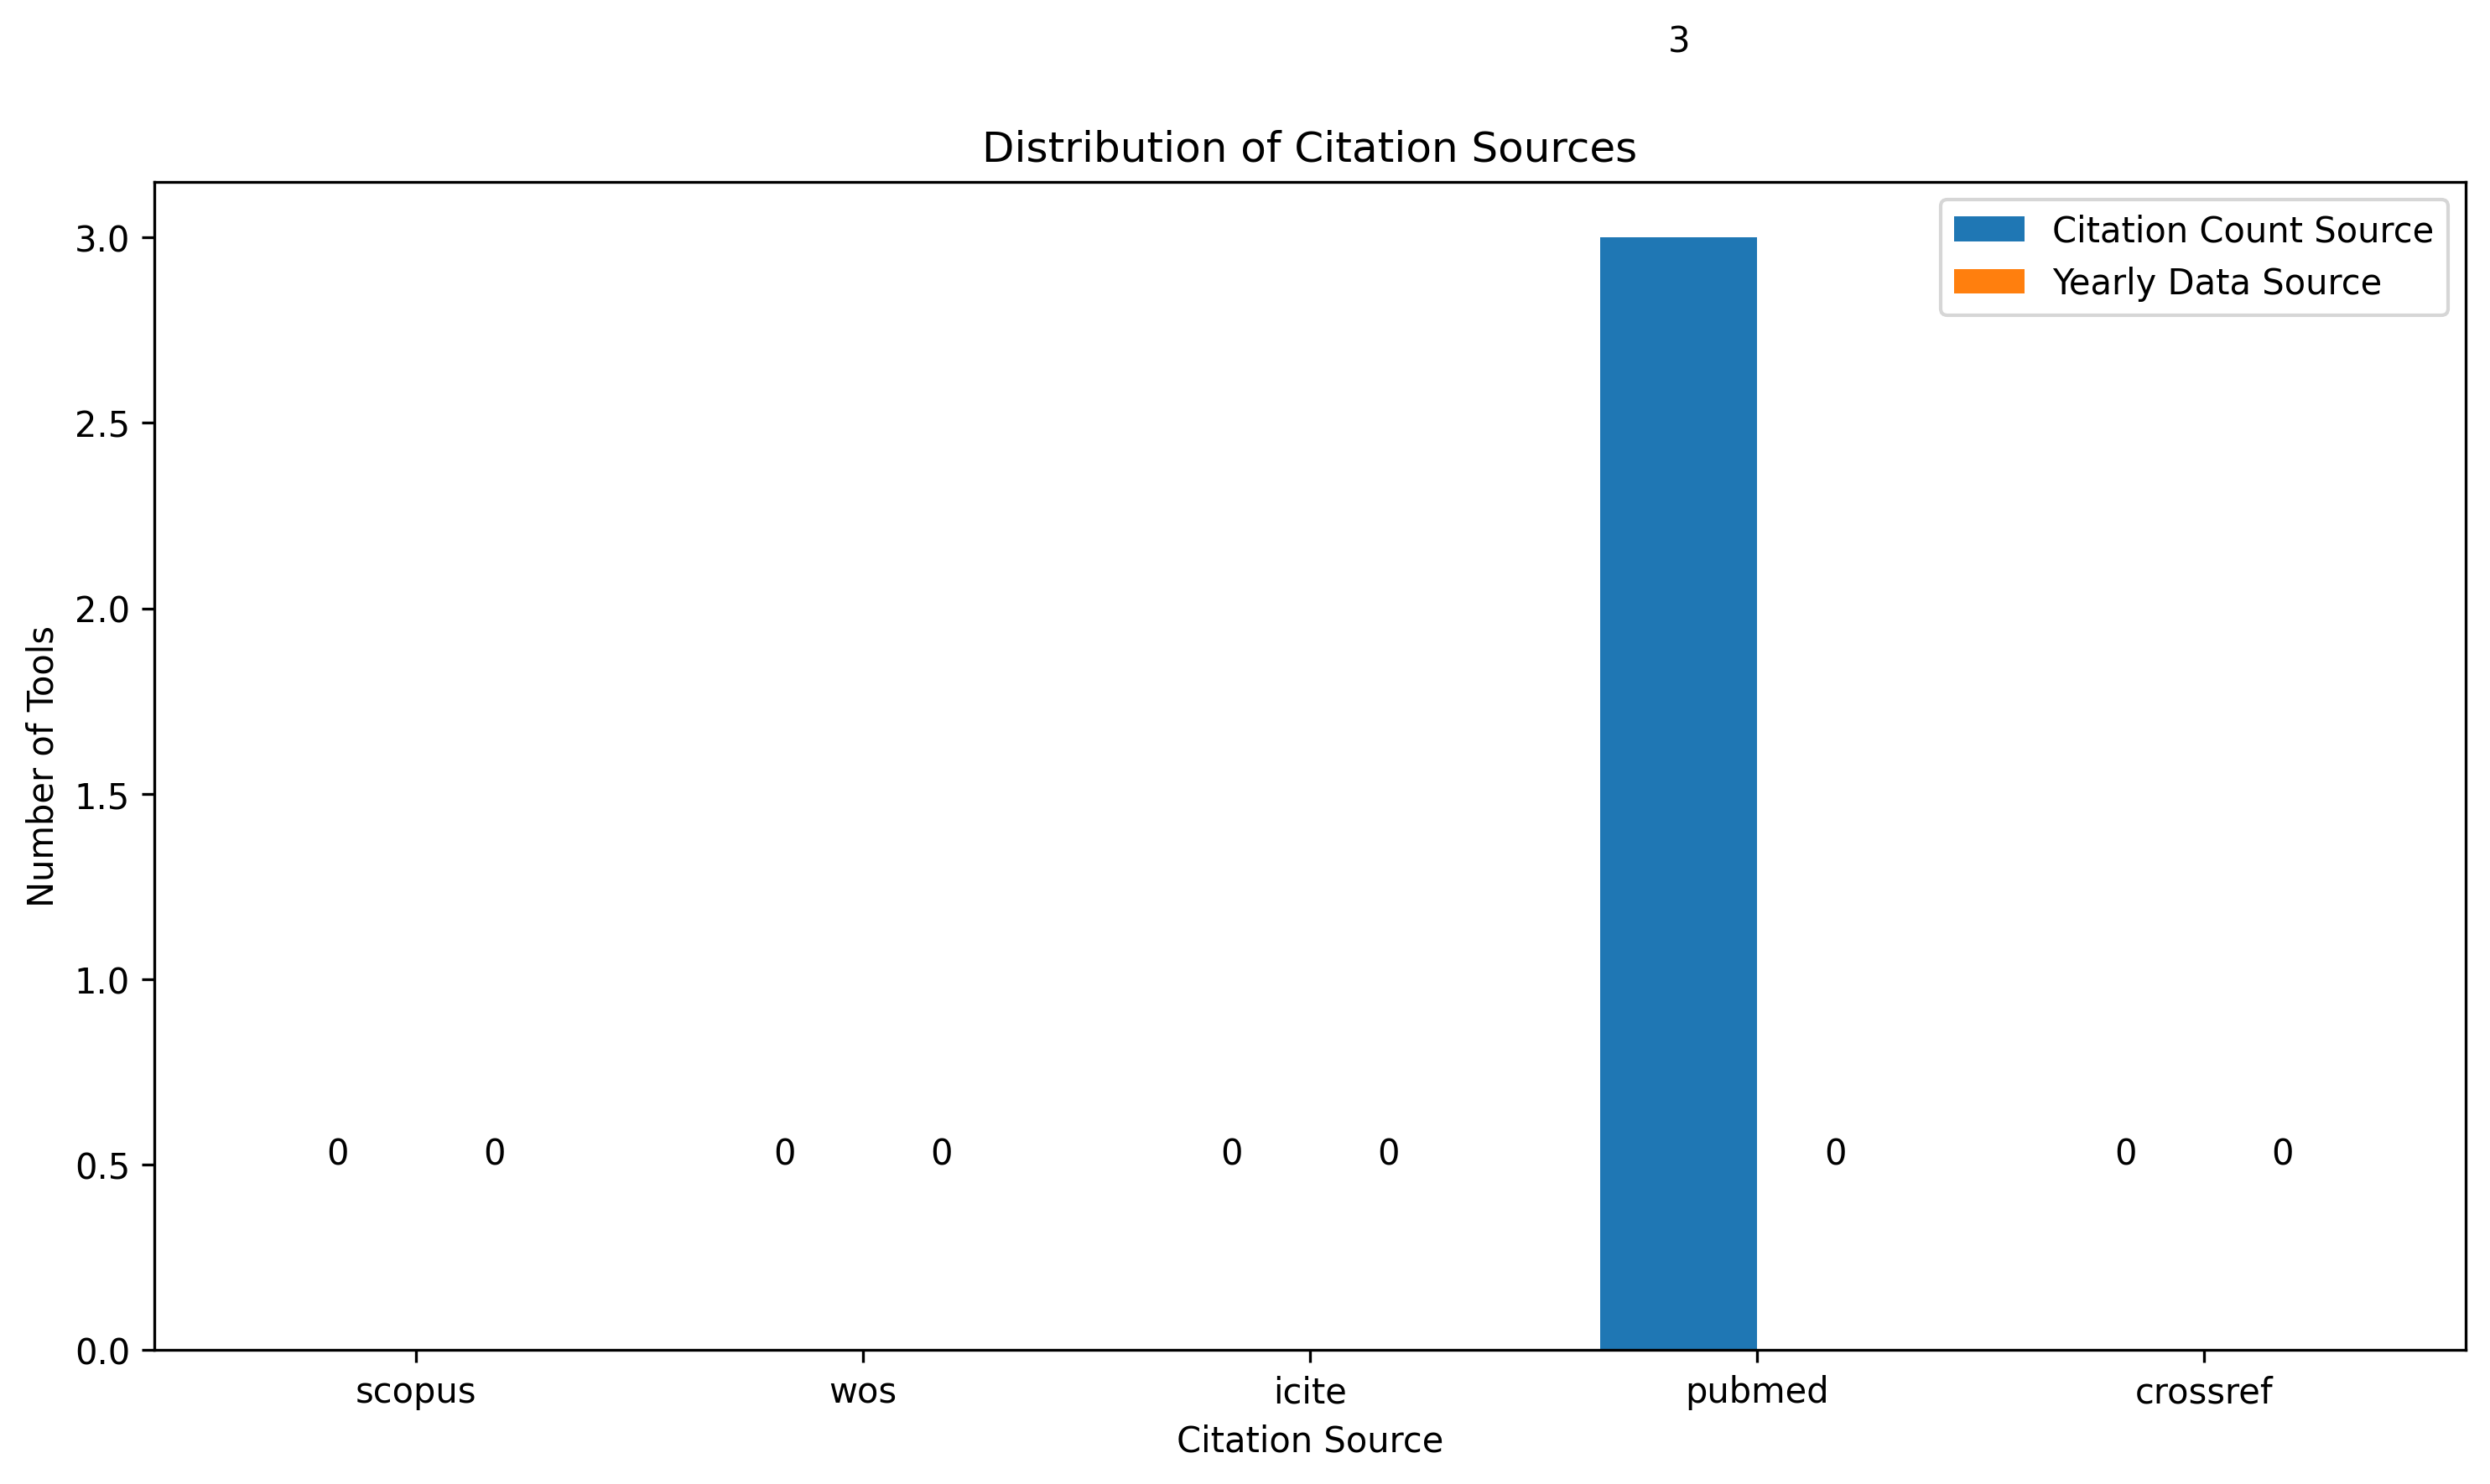 3
Distribution of Citation Sources
Citation Count Source
Yearly Data Source
3.0
2.5
2.0
1.5
1.0
0.5
0.0
Number of Tools
0 0 0 0 0 0 0 0 0
scopus wos icite pubmed crossref
Citation Source